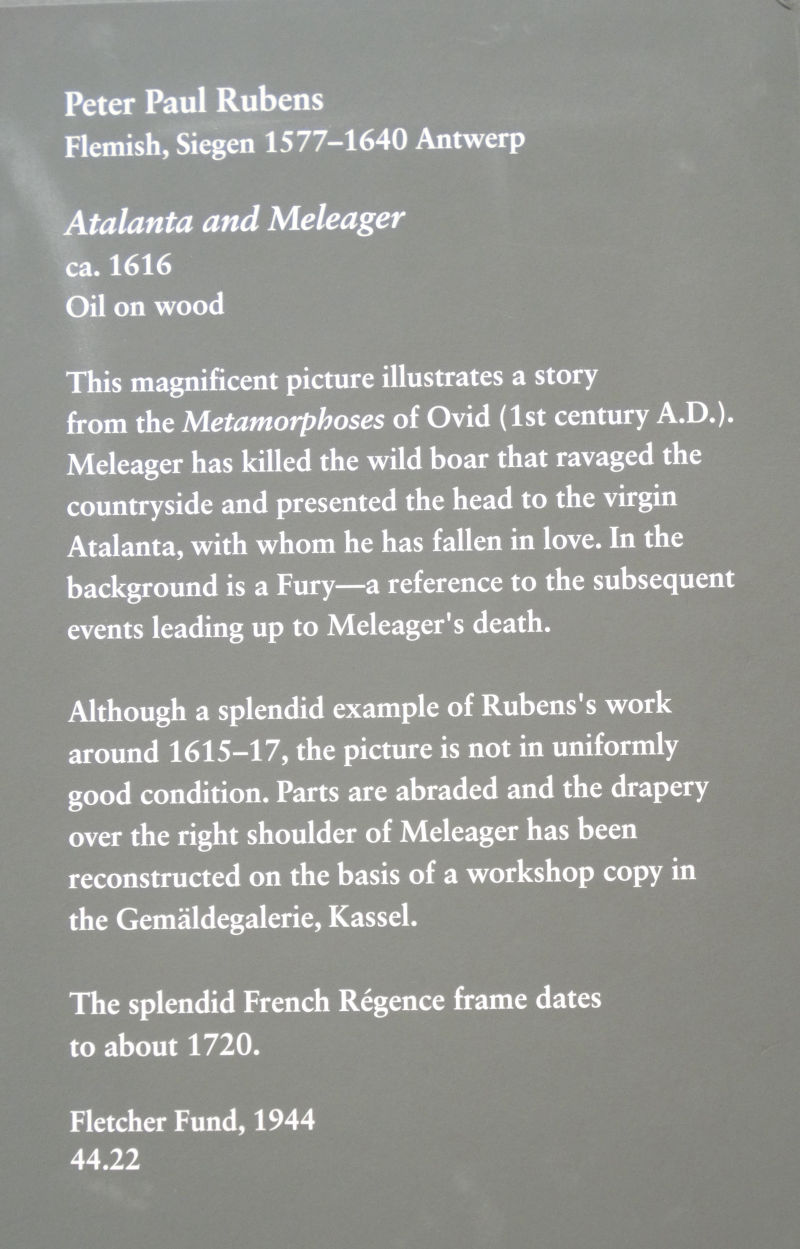 Peter Paul Rubens
Flemish, Siegen 1577–1640 Antwerp
Atalanta and Meleager
ca. 1616
Oil on wood
This magnificent picture illustrates a story
from the Metamorphoses of Ovid (1st century A.D.).
Meleager has killed the wild boar that ravaged the
countryside and presented the head to the virgin
Atalanta, with whom he has fallen in love. In the
background is a Fury—a reference to the subsequent
events leading up to Meleager's death.
Although a splendid example of Rubens's work
around 1615–17, the picture is not in uniformly
good condition. Parts are abraded and the drapery
over the right shoulder of Meleager has been
reconstructed on the basis of a workshop copy in
the Gemäldegalerie, Kassel.
The splendid French Régence frame dates
to about 1720.
Fletcher Fund, 1944
44.22